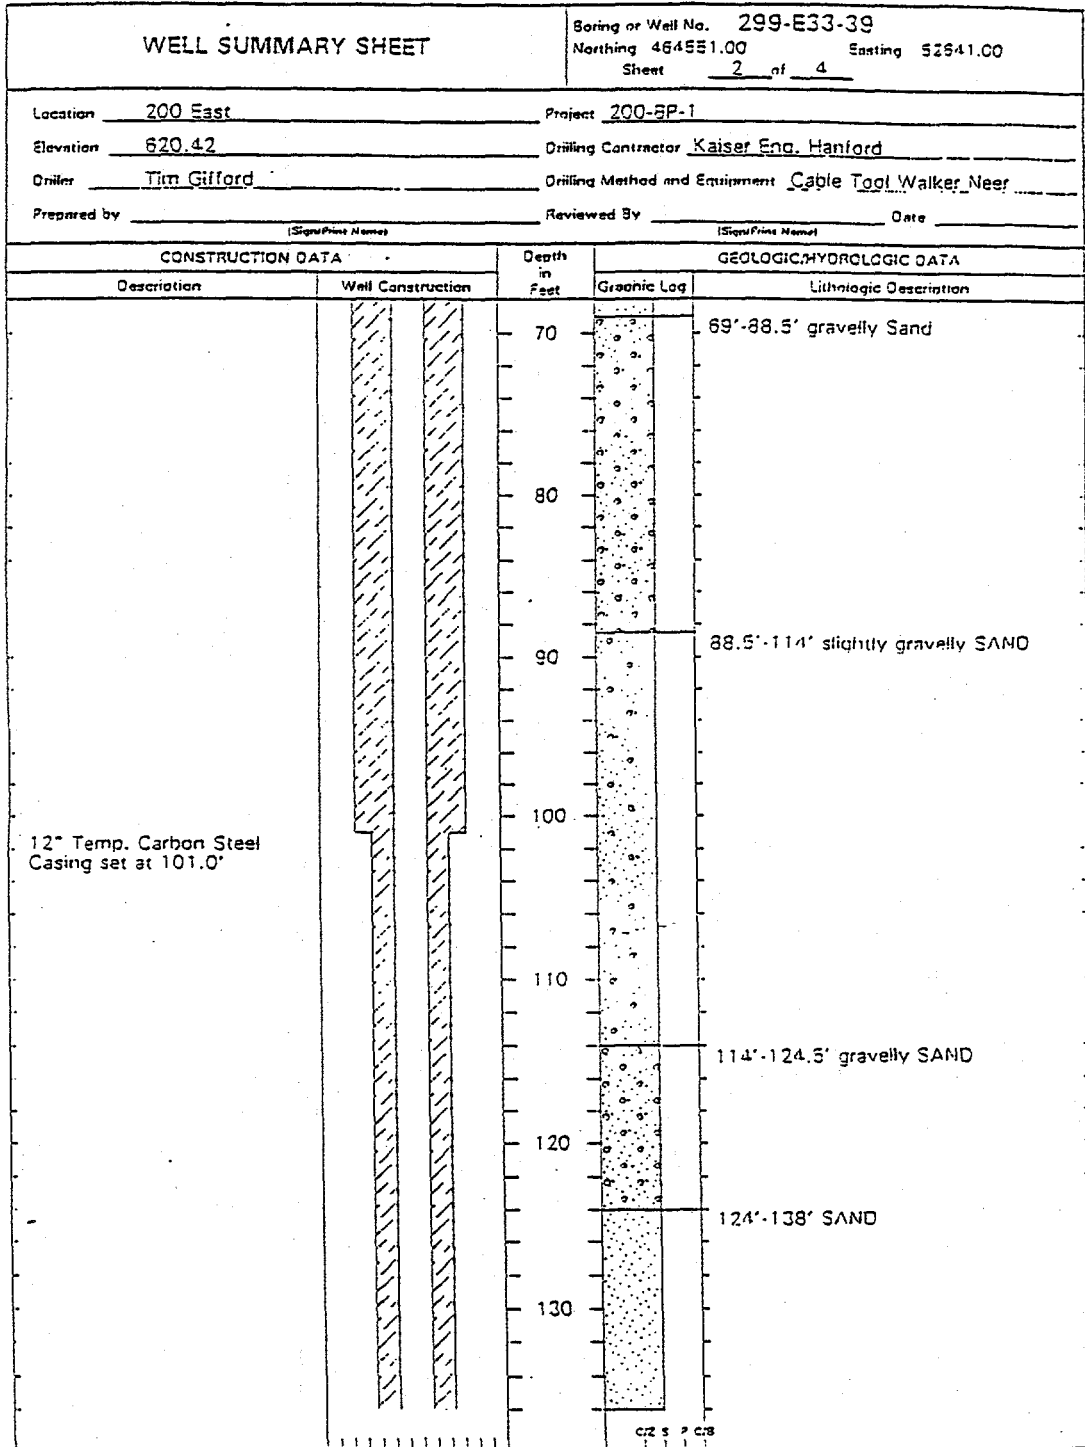 WELL SUMMARY SHEET
Boring or Well No. 299-E33-39
Northing 464551.00 Easting 52641.00
Sheet 2 of 4
Location 200 East Project 200-BP-1
Elevation 620.42 Drilling Contractor Kaiser Eng. Hanford
Driller Tim Gifford Drilling Method and Equipment Cable Tool Walker Neer
Prepared by Reviewed By Date
(Sign/Print Name) (Sign/Print Name)
CONSTRUCTION DATA Depth in Feet GEOLOGIC/HYDROLOGIC DATA
Description Well Construction Graphic Log Lithologic Description
70 69'-88.5' gravelly Sand
80
88.5'-114' slightly gravelly SAND
90
100
12" Temp. Carbon Steel
Casing set at 101.0'
110
114'-124.5' gravelly SAND
120
124'-138' SAND
130
C/Z S P C/B